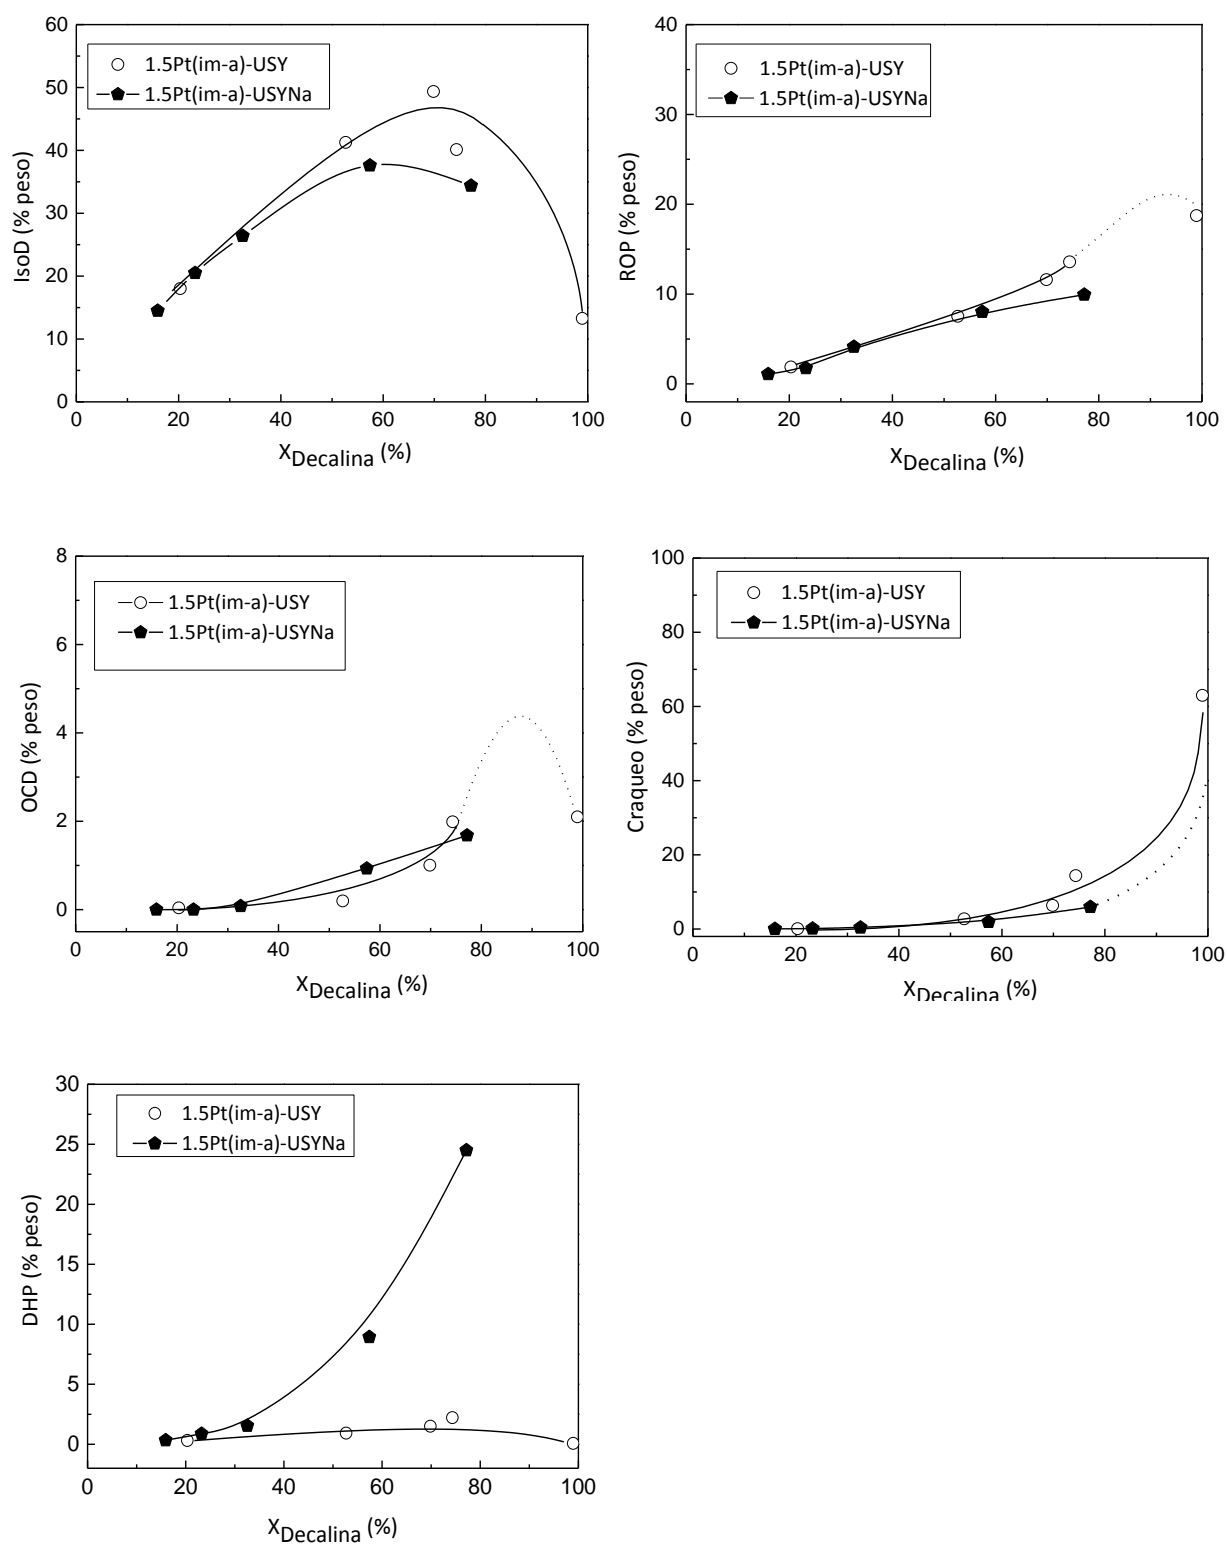 60
50
40
30
20
10
0
IsoD (% peso)
1.5Pt(im-a)-USY
1.5Pt(im-a)-USYNa
0 20 40 60 80 100
XDecalina (%)
40
30
20
10
0
ROP (% peso)
1.5Pt(im-a)-USY
1.5Pt(im-a)-USYNa
0 20 40 60 80 100
XDecalina (%)
8
6
4
2
0
OCD (% peso)
1.5Pt(im-a)-USY
1.5Pt(im-a)-USYNa
0 20 40 60 80 100
XDecalina (%)
100
80
60
40
20
0
Craqueo (% peso)
1.5Pt(im-a)-USY
1.5Pt(im-a)-USYNa
0 20 40 60 80 100
XDecalina (%)
30
25
20
15
10
5
0
DHP (% peso)
1.5Pt(im-a)-USY
1.5Pt(im-a)-USYNa
0 20 40 60 80 100
XDecalina (%)